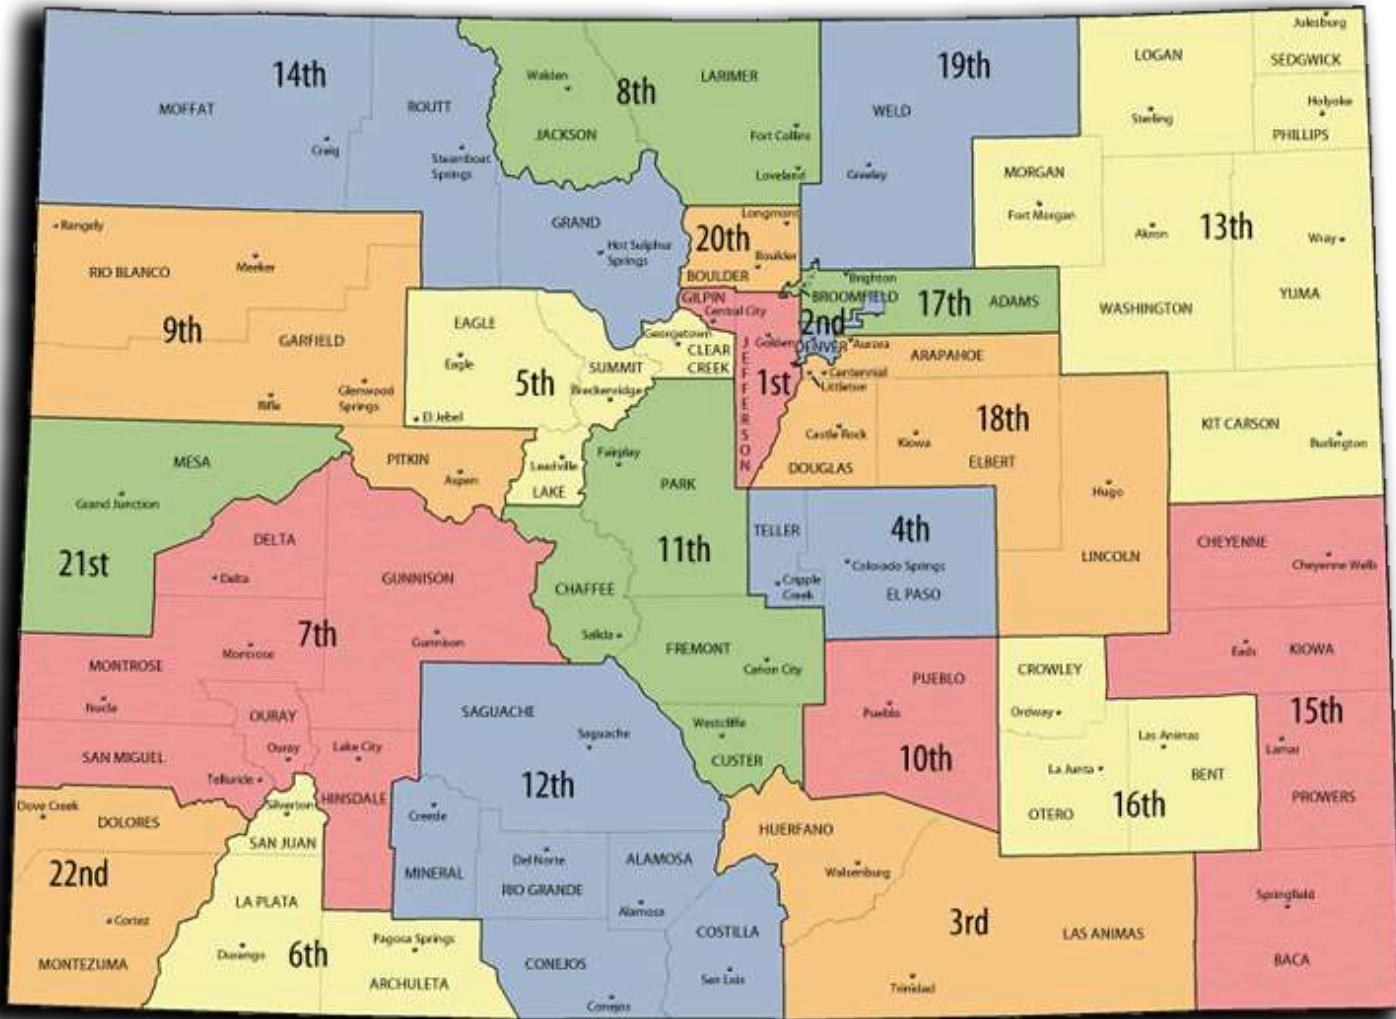 Julesburg
LOGAN
SEDGWICK
14th
19th
Walden
LARIMER
8th
MOFFAT
ROUTT
WELD
Holyoke
Sterling
PHILLIPS
JACKSON
Fort Collins
Craig
Steamboat
Springs
Loveland
Greeley
MORGAN
Fort Morgan
Rangely
GRAND
Longmont
20th
Akron
13th
Wray
Hot Sulphur
Springs
Boulder
RIO BLANCO
Meeker
BOULDER
Brighton
GILPIN
BROOMFIELD
17th
ADAMS
WASHINGTON
YUMA
Central City
2nd
EAGLE
9th
GARFIELD
Georgetown
Golden
DENVER
Aurora
CLEAR
CREEK
JEFFERSON
ARAPAHOE
Eagle
SUMMIT
5th
Breckenridge
1st
Centennial
Littleton
Glenwood
Springs
Rifle
El Jebel
18th
KIT CARSON
Burlington
Castle Rock
Kiowa
Fairplay
MESA
PITKIN
Leadville
ELBERT
DOUGLAS
Aspen
LAKE
PARK
Grand Junction
Hugo
TELLER
4th
DELTA
11th
CHEYENNE
21st
LINCOLN
Cheyenne Wells
Delta
GUNNISON
Colorado Springs
Cripple
Creek
CHAFFEE
EL PASO
7th
Salida
Gunnison
FREMONT
Montrose
MONTROSE
Eads
KIOWA
Cañon City
CROWLEY
PUEBLO
Nucla
OURAY
SAGUACHE
Pueblo
Ordway
15th
Westcliffe
Saguache
Ouray
Lake City
Las Animas
Lamar
SAN MIGUEL
CUSTER
10th
La Junta
BENT
Telluride
12th
HINSDALE
PROWERS
Dove Creek
Silverton
16th
DOLORES
Creede
OTERO
HUERFANO
SAN JUAN
Del Norte
ALAMOSA
22nd
MINERAL
RIO GRANDE
Walsenburg
LA PLATA
Alamosa
Springfield
Cortez
3rd
COSTILLA
LAS ANIMAS
Pagosa Springs
Durango
6th
MONTEZUMA
CONEJOS
BACA
San Luis
ARCHULETA
Trinidad
Conejos